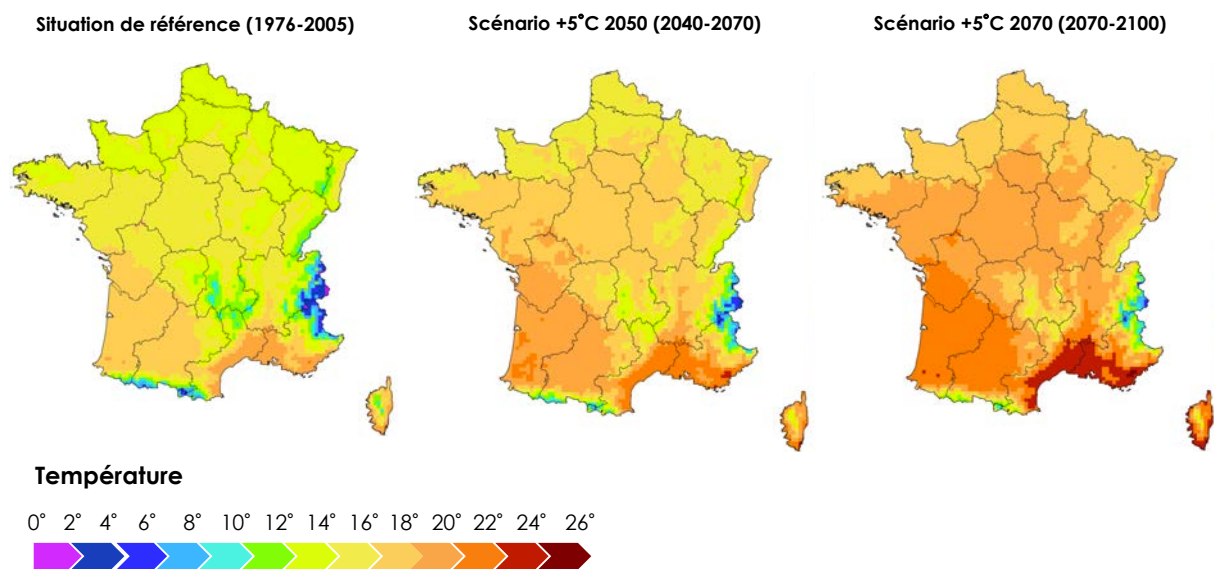 Situation de référence (1976-2005) Scénario +5°C 2050 (2040-2070) Scénario +5°C 2070 (2070-2100)
Température
0° 2° 4° 6° 8° 10° 12° 14° 16° 18° 20° 22° 24° 26°